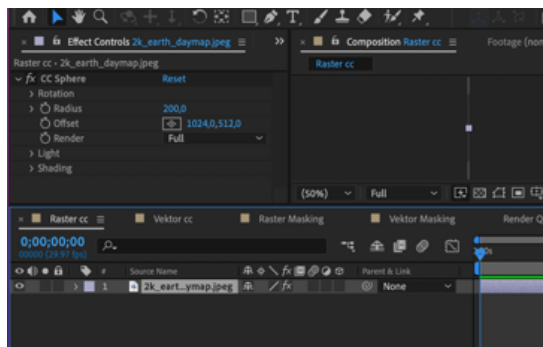 Effect Controls 2k_earth_daymap.jpeg
Composition Raster cc
Footage (non
Raster cc • 2k_earth_daymap.jpeg
Raster cc
fx CC Sphere Reset
Rotation
Radius 200,0
Offset 1024,0,512,0
Render Full
Light
Shading
(50%) Full
Raster cc
Vektor cc
Raster Masking
Vektor Masking
Render Q
0;00;00;00
00000 (29.97 fps)
# Source Name fx Parent & Link
1 2k_eart...ymap.jpeg fx None